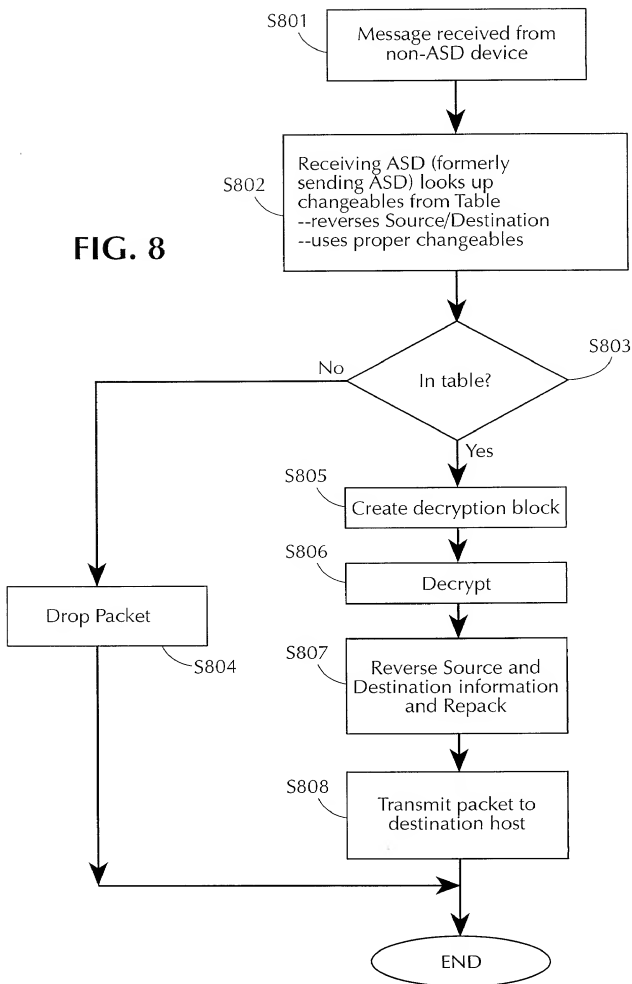 S801
Message received from
non-ASD device
S802
Receiving ASD (formerly
sending ASD) looks up
changeables from Table
--reverses Source/Destination
--uses proper changeables
FIG. 8
S803
In table?
No
Yes
S805
Create decryption block
S806
Decrypt
Drop Packet
S804
S807
Reverse Source and
Destination information
and Repack
S808
Transmit packet to
destination host
END